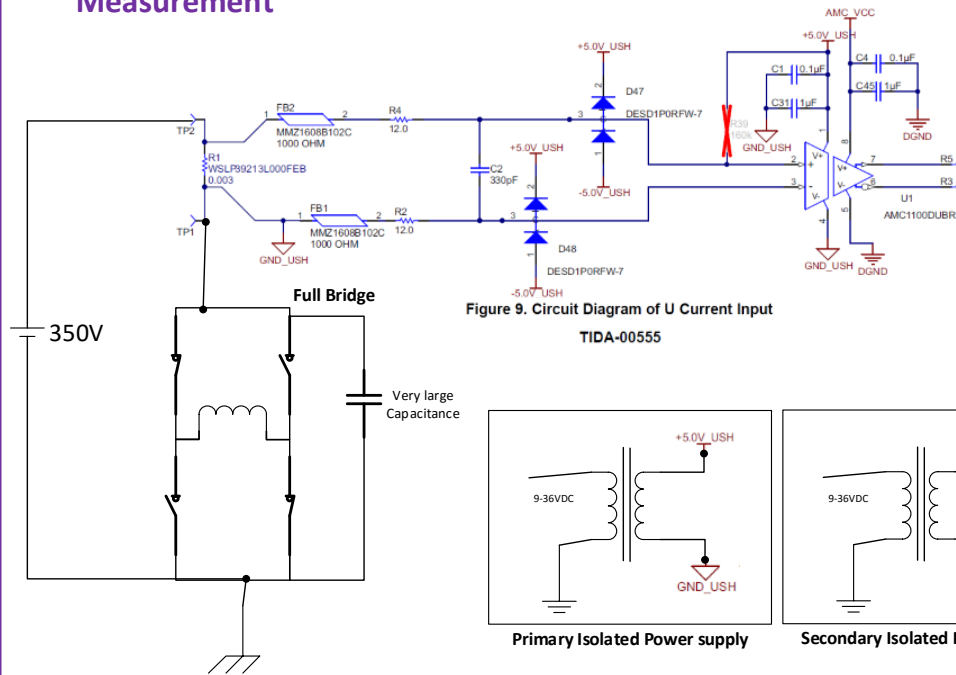 Measurement
AMC_VCC
+5.0V_USH
+5.0V_USH
C4 0.1µF
C1 0.1µF
C45 1µF
C31 1µF
D47
DESD1P0RFW-7
R39
160k
GND_USH
DGND
FB2
1 2
MMZ1608B102C
1000 OHM
R4
12.0
TP2
R1
WSLP39213L000FEB
0.003
C2
330pF
+5.0V_USH
-5.0V_USH
2 3 1
2 3 1
V+ V-
V+ V-
1 8 2 3 7 6 4 5
R5
R3
U1
AMC1100DUBR
TP1
FB1
1 2
MMZ1608B102C
1000 OHM
R2
12.0
GND_USH
D48
DESD1P0RFW-7
-5.0V_USH
GND_USH
DGND
Full Bridge
Figure 9. Circuit Diagram of U Current Input
TIDA-00555
350V
Very large
Capacitance
+5.0V_USH
9-36VDC
GND_USH
9-36VDC
Primary Isolated Power supply
Secondary Isolated